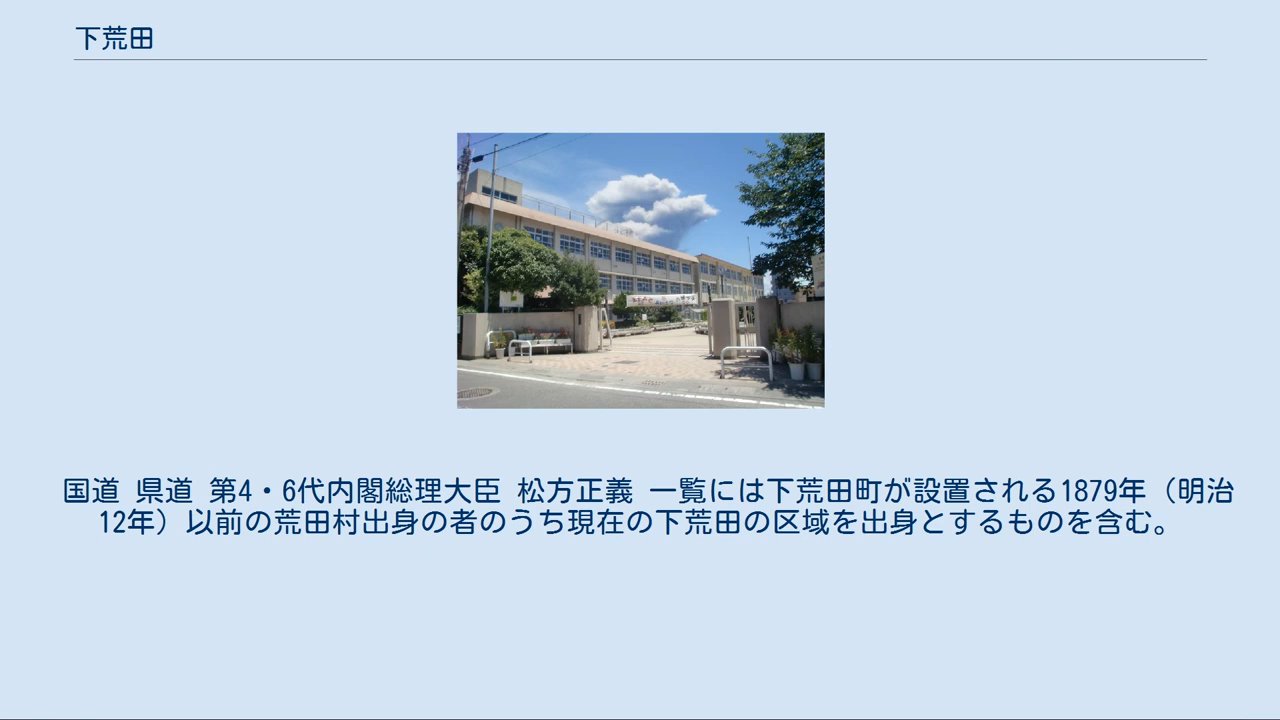 下荒田
国道 県道 第4・6代内閣総理大臣 松方正義 一覧には下荒田町が設置される1879年（明治
12年）以前の荒田村出身の者のうち現在の下荒田の区域を出身とするものを含む。